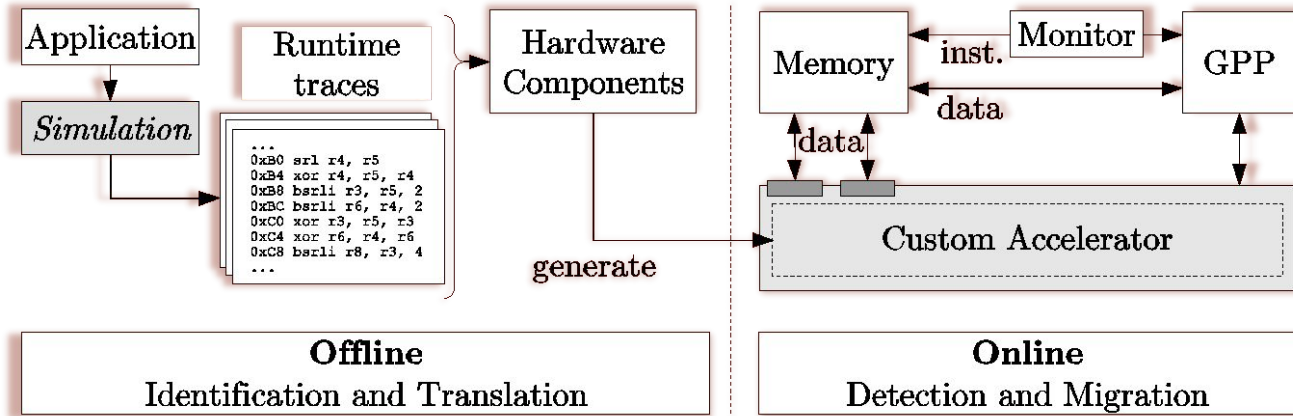 Application
Simulation
Runtime
traces
...
0xB0 srl r4, r5
0xB4 xor r4, r5, r4
0xB8 bsrli r3, r5, 2
0xBC bsrli r6, r4, 2
0xC0 xor r3, r5, r3
0xC4 xor r6, r4, r6
0xC8 bsrli r8, r3, 4
...
Hardware
Components
generate
Memory
inst.
Monitor
GPP
data
data
Custom Accelerator
Offline
Identification and Translation
Online
Detection and Migration